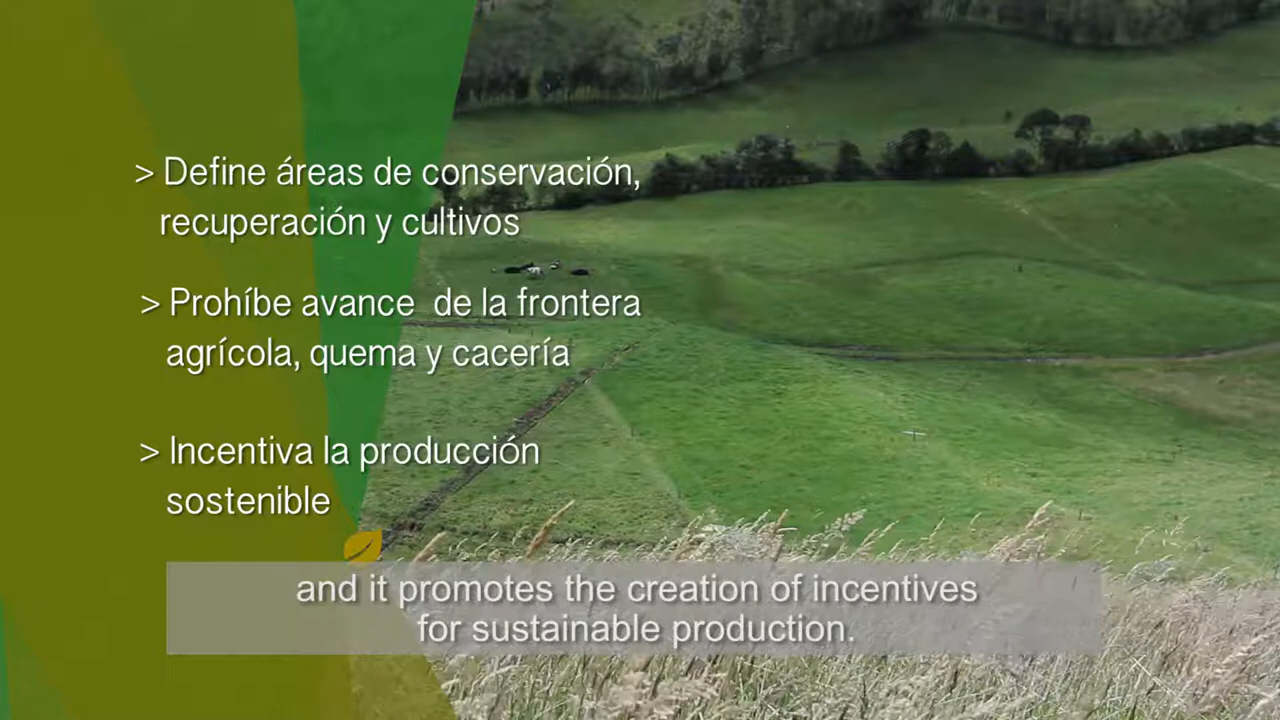 > Define áreas de conservación,
recuperación y cultivos
> Prohíbe avance de la frontera
agrícola, quema y cacería
> Incentiva la producción
sostenible
and it promotes the creation of incentives
for sustainable production.